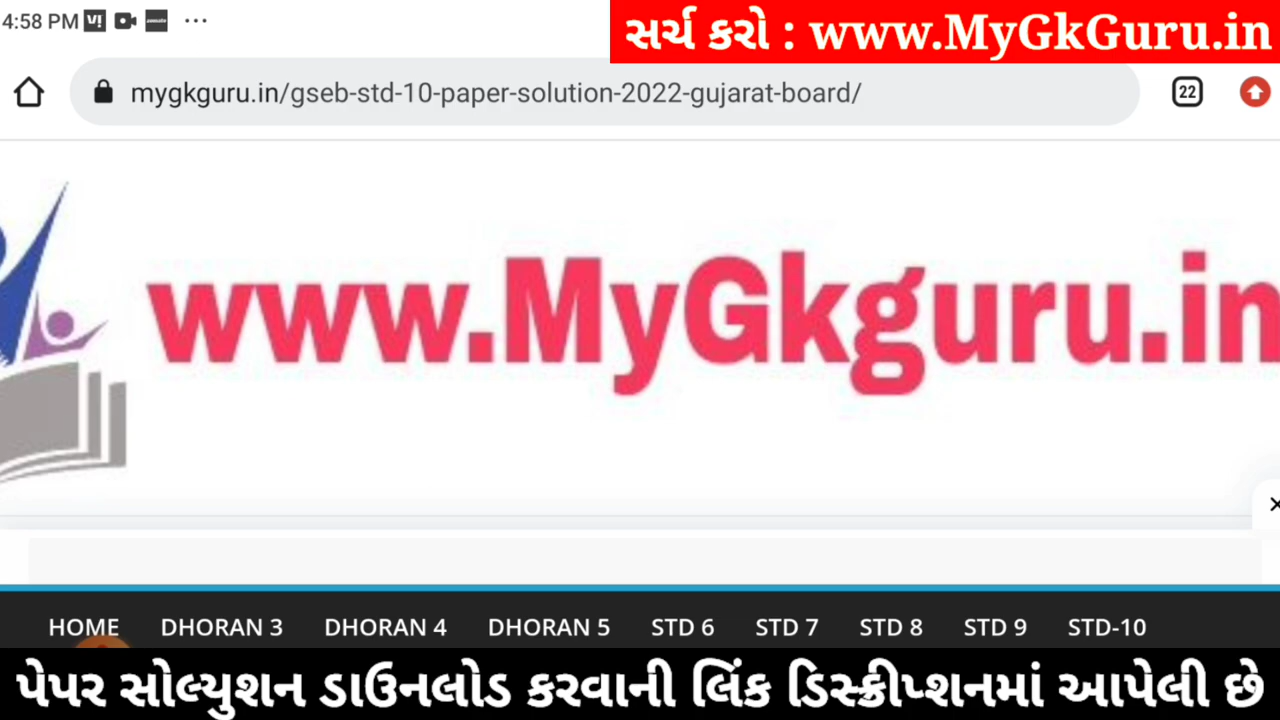 4:58 PM
સર્ચ કરો : www.MyGkGuru.in
mygkguru.in/gseb-std-10-paper-solution-2022-gujarat-board/
22
www.MyGkguru.in
HOME DHORAN 3 DHORAN 4 DHORAN 5 STD 6 STD 7 STD 8 STD 9 STD-10
પેપર સોલ્યુશન ડાઉનલોડ કરવાની લિંક ડિસ્ક્રીપ્શનમાં આપેલી છે